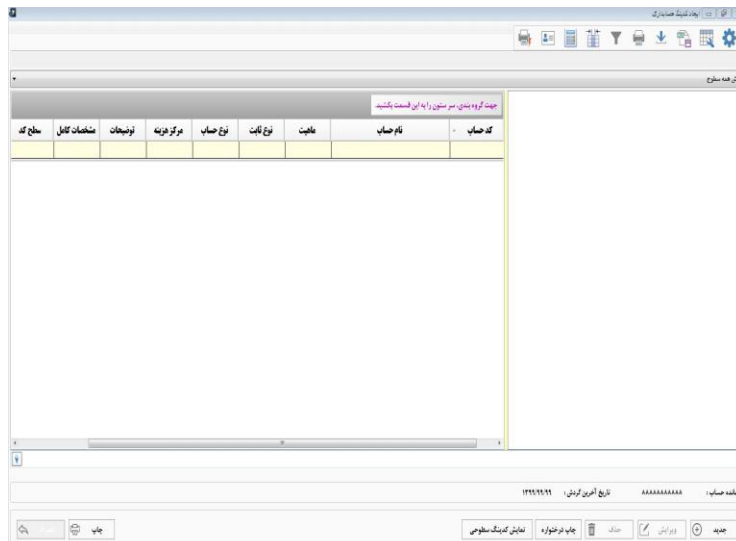 ایجاد کدینگ حسابداری
همه سطوح
جهت گروه بندی، سر ستون را به این قسمت بکشید.
کد حساب نام حساب ماهیت نوع ثابت نوع حساب مرکز هزینه توضیحات مشخصات کامل سطح کد
مانده حساب : ۸۸۸۸۸۸۸۸۸۸۸ تاریخ آخرین گردش : ۱۳۹۹/۹۹/۹۹
جدید ویرایش حذف چاپ درختواره نمایش کدینگ سطوحی چاپ